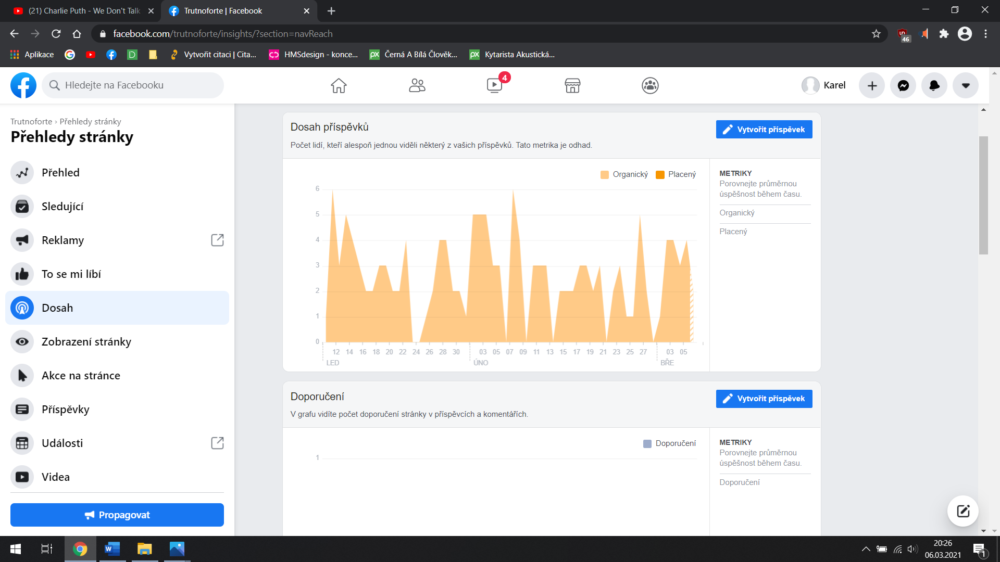 (21) Charlie Puth - We Don't Talk
Trutnoforte | Facebook
facebook.com/trutnoforte/insights/?section=navReach
46
Aplikace
Vytvořit citaci | Cita...
HMSdesign - konce...
Černá A Bílá Člověk...
Kytarista Akustická...
Hledejte na Facebooku
4
Karel
Trutnoforte › Přehledy stránky
Přehledy stránky
Přehled
Sledující
Reklamy
To se mi líbí
Dosah
Zobrazení stránky
Akce na stránce
Příspěvky
Události
Videa
Propagovat
Dosah příspěvků
Vytvořit příspěvek
Počet lidí, kteří alespoň jednou viděli některý z vašich příspěvků. Tato metrika je odhad.
Organický Placený
6
5
4
3
2
1
0
12 14 16 18 20 22 24 26 28 30 03 05 07 09 11 13 15 17 19 21 23 25 27 03 05
LED ÚNO BŘE
METRIKY
Porovnejte průměrnou
úspěšnost během času.
Organický
Placený
Doporučení
Vytvořit příspěvek
V grafu vidíte počet doporučení stránky v příspěvcích a komentářích.
Doporučení
1
METRIKY
Porovnejte průměrnou
úspěšnost během času.
Doporučení
20:26
06.03.2021
1